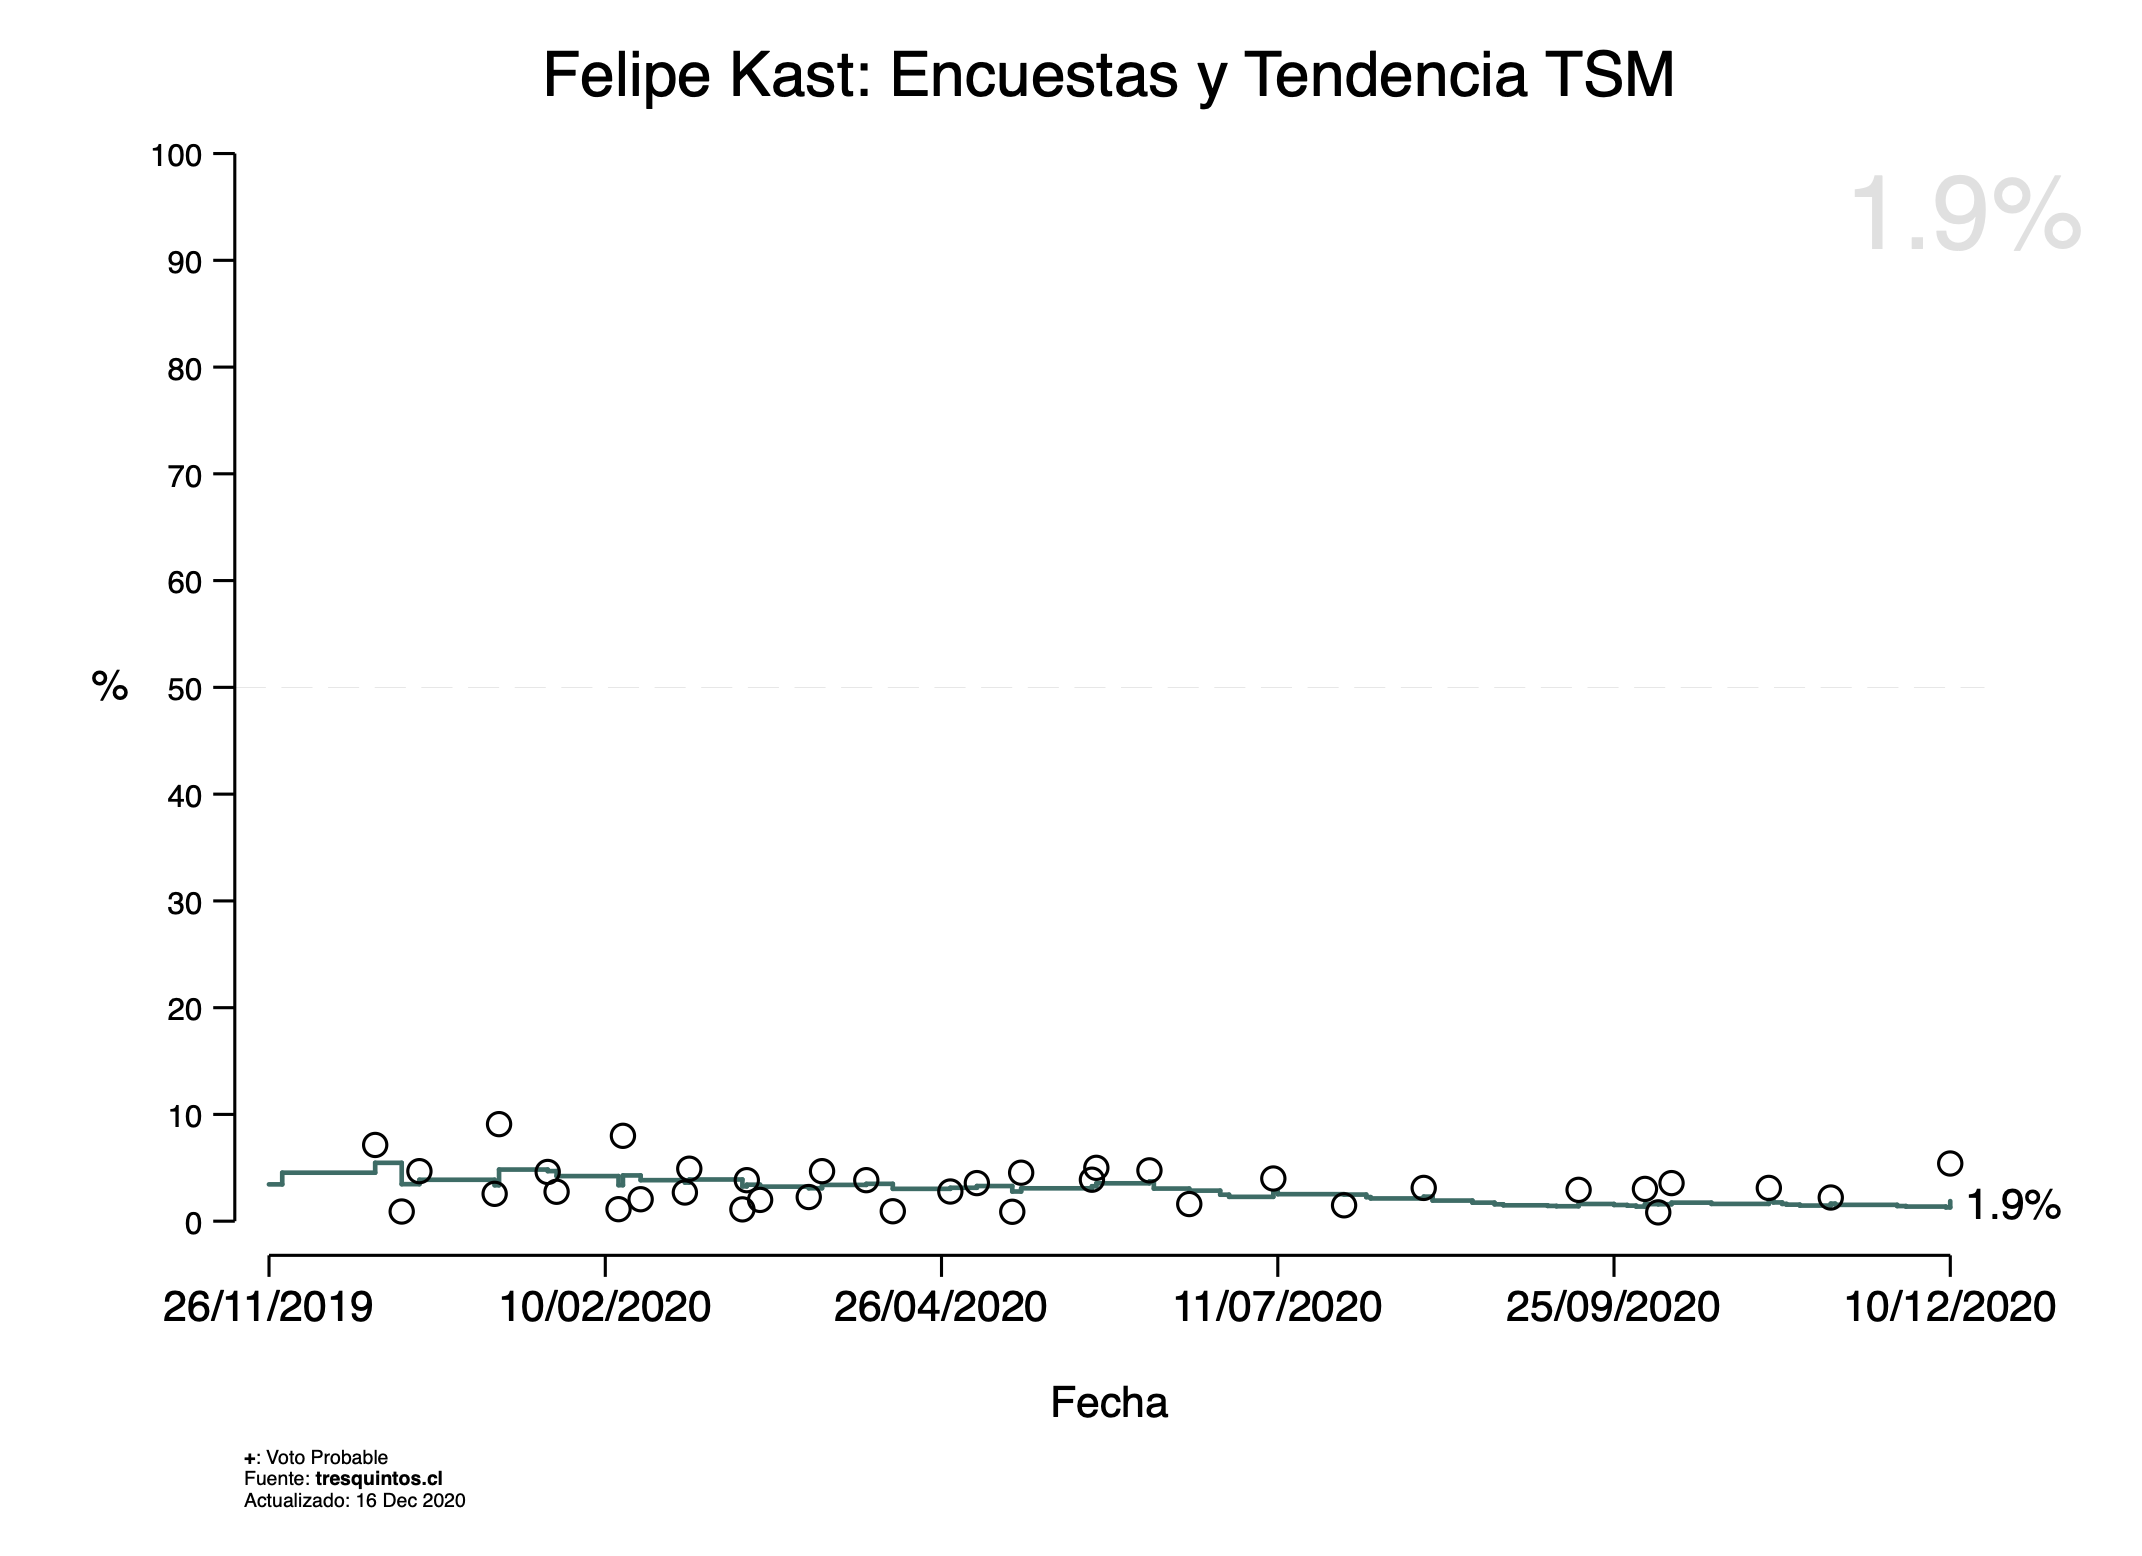 Felipe Kast: Encuestas y Tendencia TSM
1.9%
100
90
80
70
60
% 50
40
30
20
10
0
1.9%
26/11/2019 10/02/2020 26/04/2020 11/07/2020 25/09/2020 10/12/2020
Fecha
+: Voto Probable
Fuente: tresquintos.cl
Actualizado: 16 Dec 2020